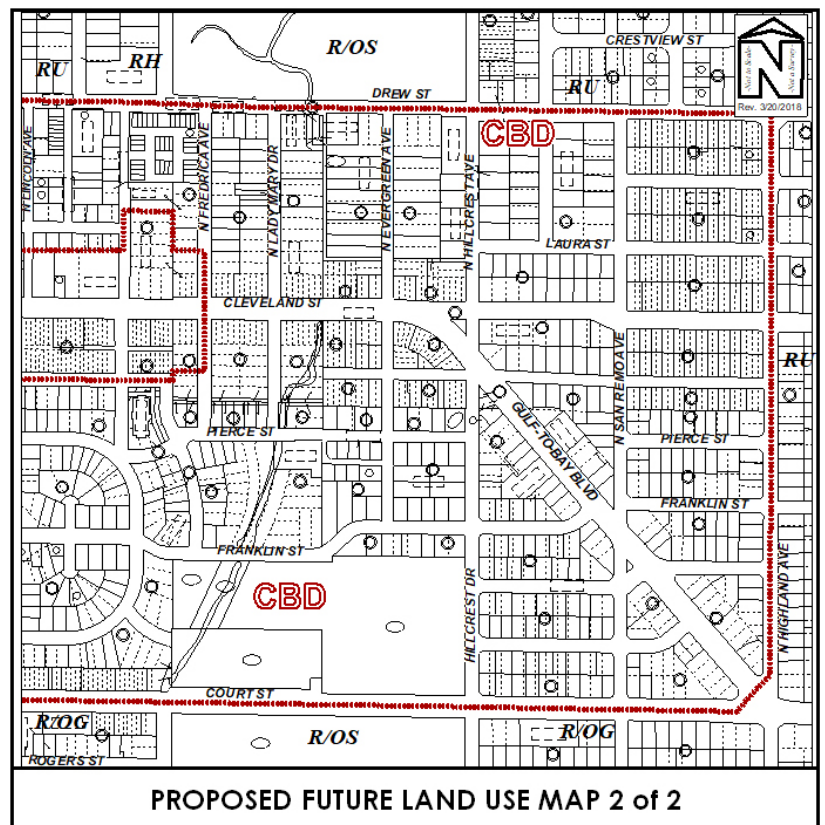 CRESTVIEW ST
-Not to Scale-
N
-Not a Survey-
R/OS
RH
RU
RU
Rev. 3/20/2018
DREW ST
CBD
N LINCOLN AVE
N FREDRICA AVE
N LADY MARY DR
N EVERGREEN AVE
N HILLCREST AVE
LAURA ST
CLEVELAND ST
N SAN REMO AVE
RU
GULF-TO-BAY BLVD
PIERCE ST
PIERCE ST
FRANKLIN ST
FRANKLIN ST
CBD
HILLCREST DR
N HIGHLAND AVE
COURT ST
R/OG
R/OS
R/OG
ROGERS ST
PROPOSED FUTURE LAND USE MAP 2 of 2